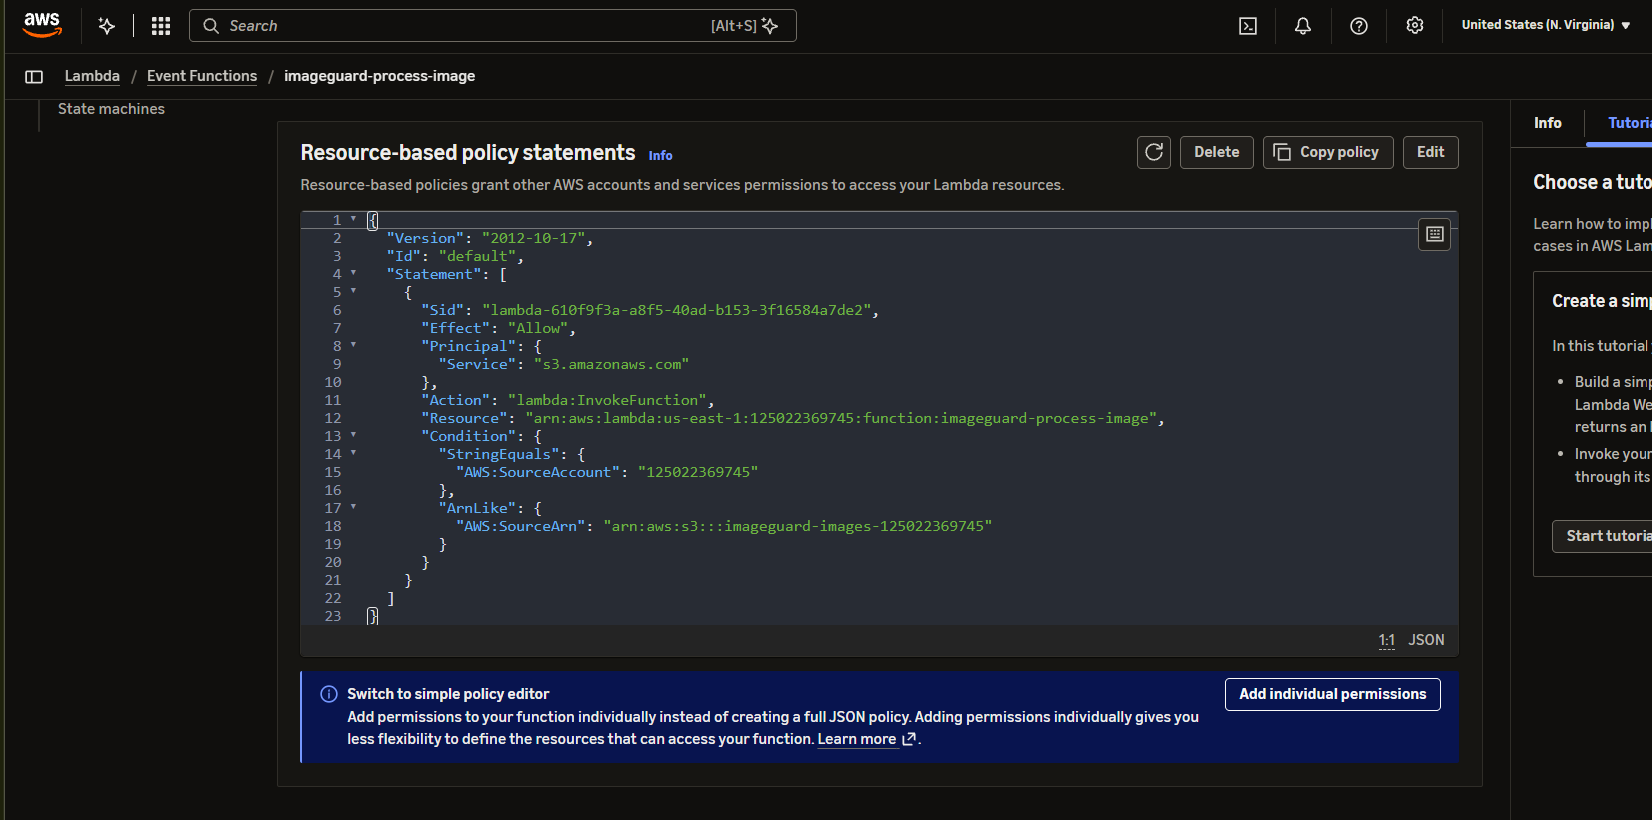 aws
Search [Alt+S]
United States (N. Virginia)
Lambda / Event Functions / imageguard-process-image
State machines
Resource-based policy statements Info
Delete
Copy policy
Edit
Resource-based policies grant other AWS accounts and services permissions to access your Lambda resources.
1 {
2 "Version": "2012-10-17",
3 "Id": "default",
4 "Statement": [
5 {
6 "Sid": "lambda-610f9f3a-a8f5-40ad-b153-3f16584a7de2",
7 "Effect": "Allow",
8 "Principal": {
9 "Service": "s3.amazonaws.com"
10 },
11 "Action": "lambda:InvokeFunction",
12 "Resource": "arn:aws:lambda:us-east-1:125022369745:function:imageguard-process-image",
13 "Condition": {
14 "StringEquals": {
15 "AWS:SourceAccount": "125022369745"
16 },
17 "ArnLike": {
18 "AWS:SourceArn": "arn:aws:s3:::imageguard-images-125022369745"
19 }
20 }
21 }
22 ]
23 }
1:1 JSON
Switch to simple policy editor
Add permissions to your function individually instead of creating a full JSON policy. Adding permissions individually gives you
less flexibility to define the resources that can access your function. Learn more .
Add individual permissions
Info
Tutoria
Choose a tuto
Learn how to impl
cases in AWS Lam
Create a simp
In this tutorial
• Build a simp
Lambda We
returns an
• Invoke your
through its
Start tutoria